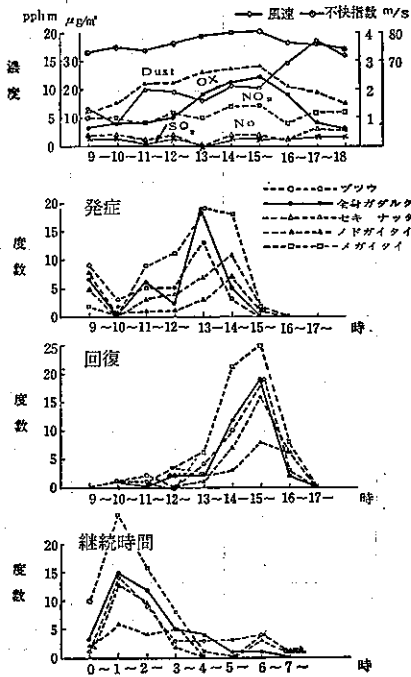 pphm μg/m³ 風速 不快指数 m/s
濃度
20 15 10 5 0
300 200 100
4 80
3 70
2
1
Dust OX NO₂
SO₂ No
9～10～11～12～13～14～15～16～17～18
発症
ヅツウ
全身ガダルイ
セキ ナッタ
ノドガイタイ
メガイタイ
度数
20
15
10
5
0
9～10～11～12～13～14～15～16～17～ 時
回復
度数
25
20
15
10
5
0
9～10～11～12～13～14～15～16～17～ 時
継続時間
度数
20
15
10
5
0
0～1～2～3～4～5～6～7～ 時